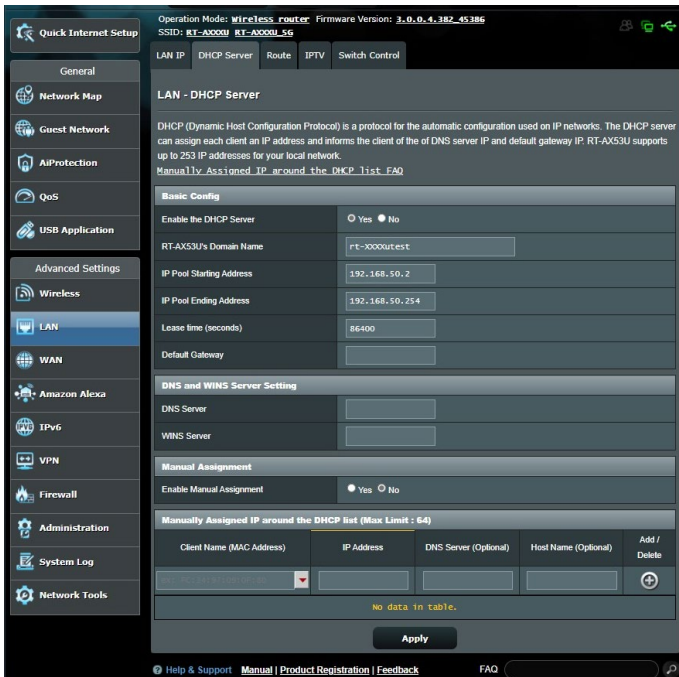 Operation Mode: Wireless router Firmware Version: 3.0.0.4.382_45386
SSID: RT-AXXXU RT-AXXXU_5G
Quick Internet Setup
General
Network Map
Guest Network
AiProtection
QoS
USB Application
Advanced Settings
Wireless
LAN
WAN
Amazon Alexa
IPv6
VPN
Firewall
Administration
System Log
Network Tools
LAN IP DHCP Server Route IPTV Switch Control
LAN - DHCP Server
DHCP (Dynamic Host Configuration Protocol) is a protocol for the automatic configuration used on IP networks. The DHCP server
can assign each client an IP address and informs the client of the of DNS server IP and default gateway IP. RT-AX53U supports
up to 253 IP addresses for your local network.
Manually Assigned IP around the DHCP list FAQ
Basic Config
Enable the DHCP Server Yes No
RT-AX53U's Domain Name rt-XXXXutest
IP Pool Starting Address 192.168.50.2
IP Pool Ending Address 192.168.50.254
Lease time (seconds) 86400
Default Gateway
DNS and WINS Server Setting
DNS Server
WINS Server
Manual Assignment
Enable Manual Assignment Yes No
Manually Assigned IP around the DHCP list (Max Limit : 64)
Client Name (MAC Address) IP Address DNS Server (Optional) Host Name (Optional) Add /
Delete
No data in table.
Apply
Help & Support Manual | Product Registration | Feedback FAQ